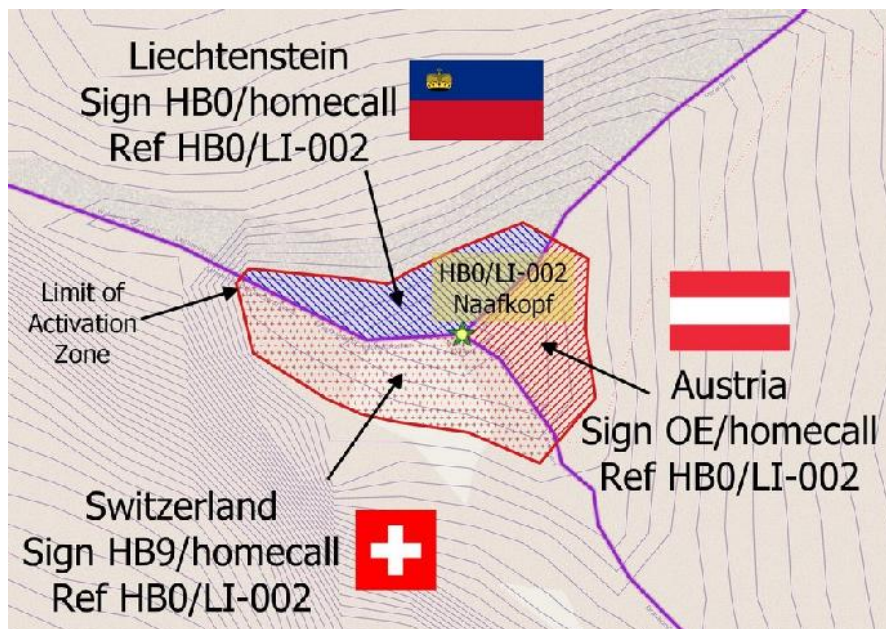 Liechtenstein
Sign HB0/homecall
Ref HB0/LI-002
HB0/LI-002
Naafkopf
Limit of
Activation
Zone
Austria
Sign OE/homecall
Ref HB0/LI-002
Switzerland
Sign HB9/homecall
Ref HB0/LI-002